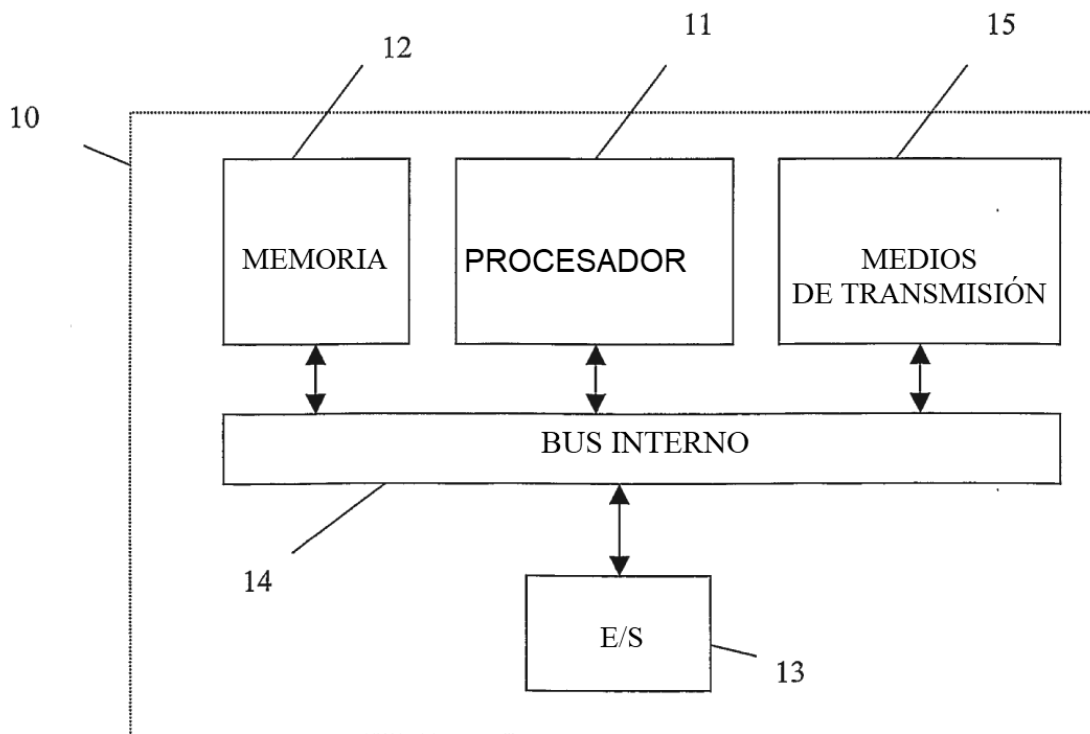 12
11
15
10
MEMORIA
PROCESADOR
MEDIOS
DE TRANSMISIÓN
BUS INTERNO
14
E/S
13